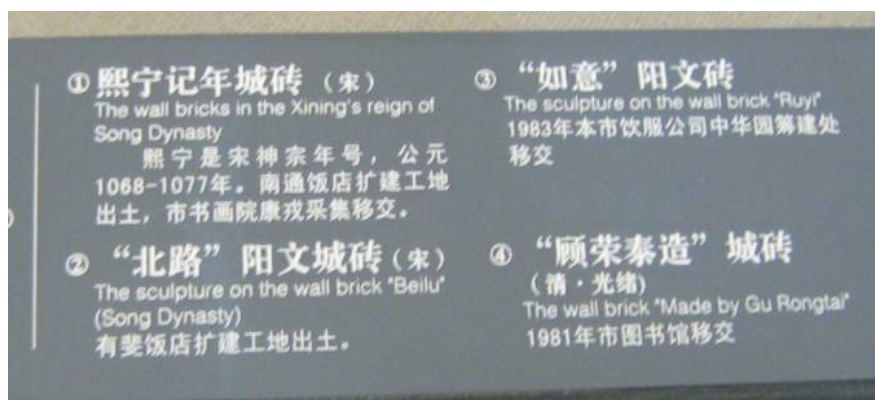 ① 熙宁记年城砖（宋）
The wall bricks in the Xining's reign of
Song Dynasty
熙宁是宋神宗年号，公元
1068-1077年。南通饭店扩建工地
出土，市书画院康戎采集移交。
② “北路”阳文城砖（宋）
The sculpture on the wall brick "Beilu"
(Song Dynasty)
有斐饭店扩建工地出土。
③ “如意”阳文砖
The sculpture on the wall brick "Ruyi"
1983年本市饮服公司中华园筹建处
移交
④ “顾荣泰造”城砖
（清·光绪）
The wall brick "Made by Gu Rongtai"
1981年市图书馆移交